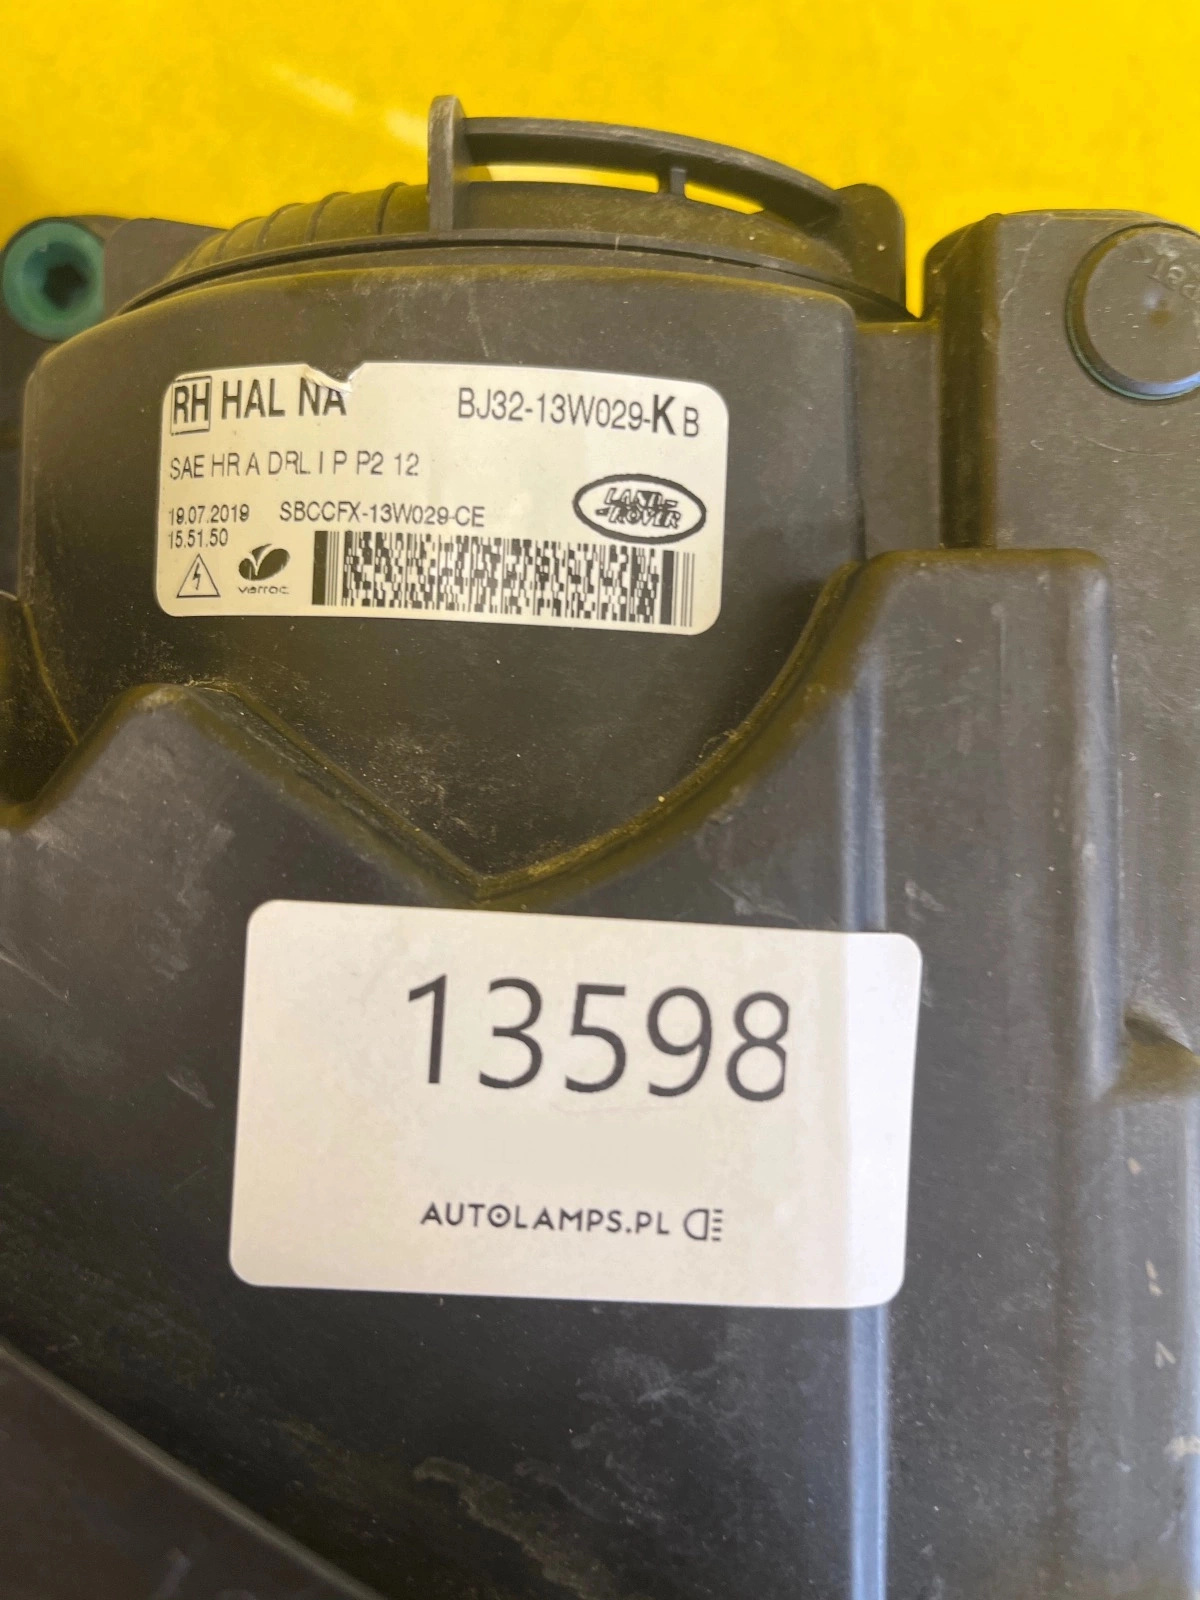 RH HAL NA BJ32-13W029-K B
SAE HR A DRL I P P2 12
LAND-
ROVER
19.07.2019 SBCCFX-13W029-CE
15.51.50
varroc
13598
AUTOLAMPS.PL